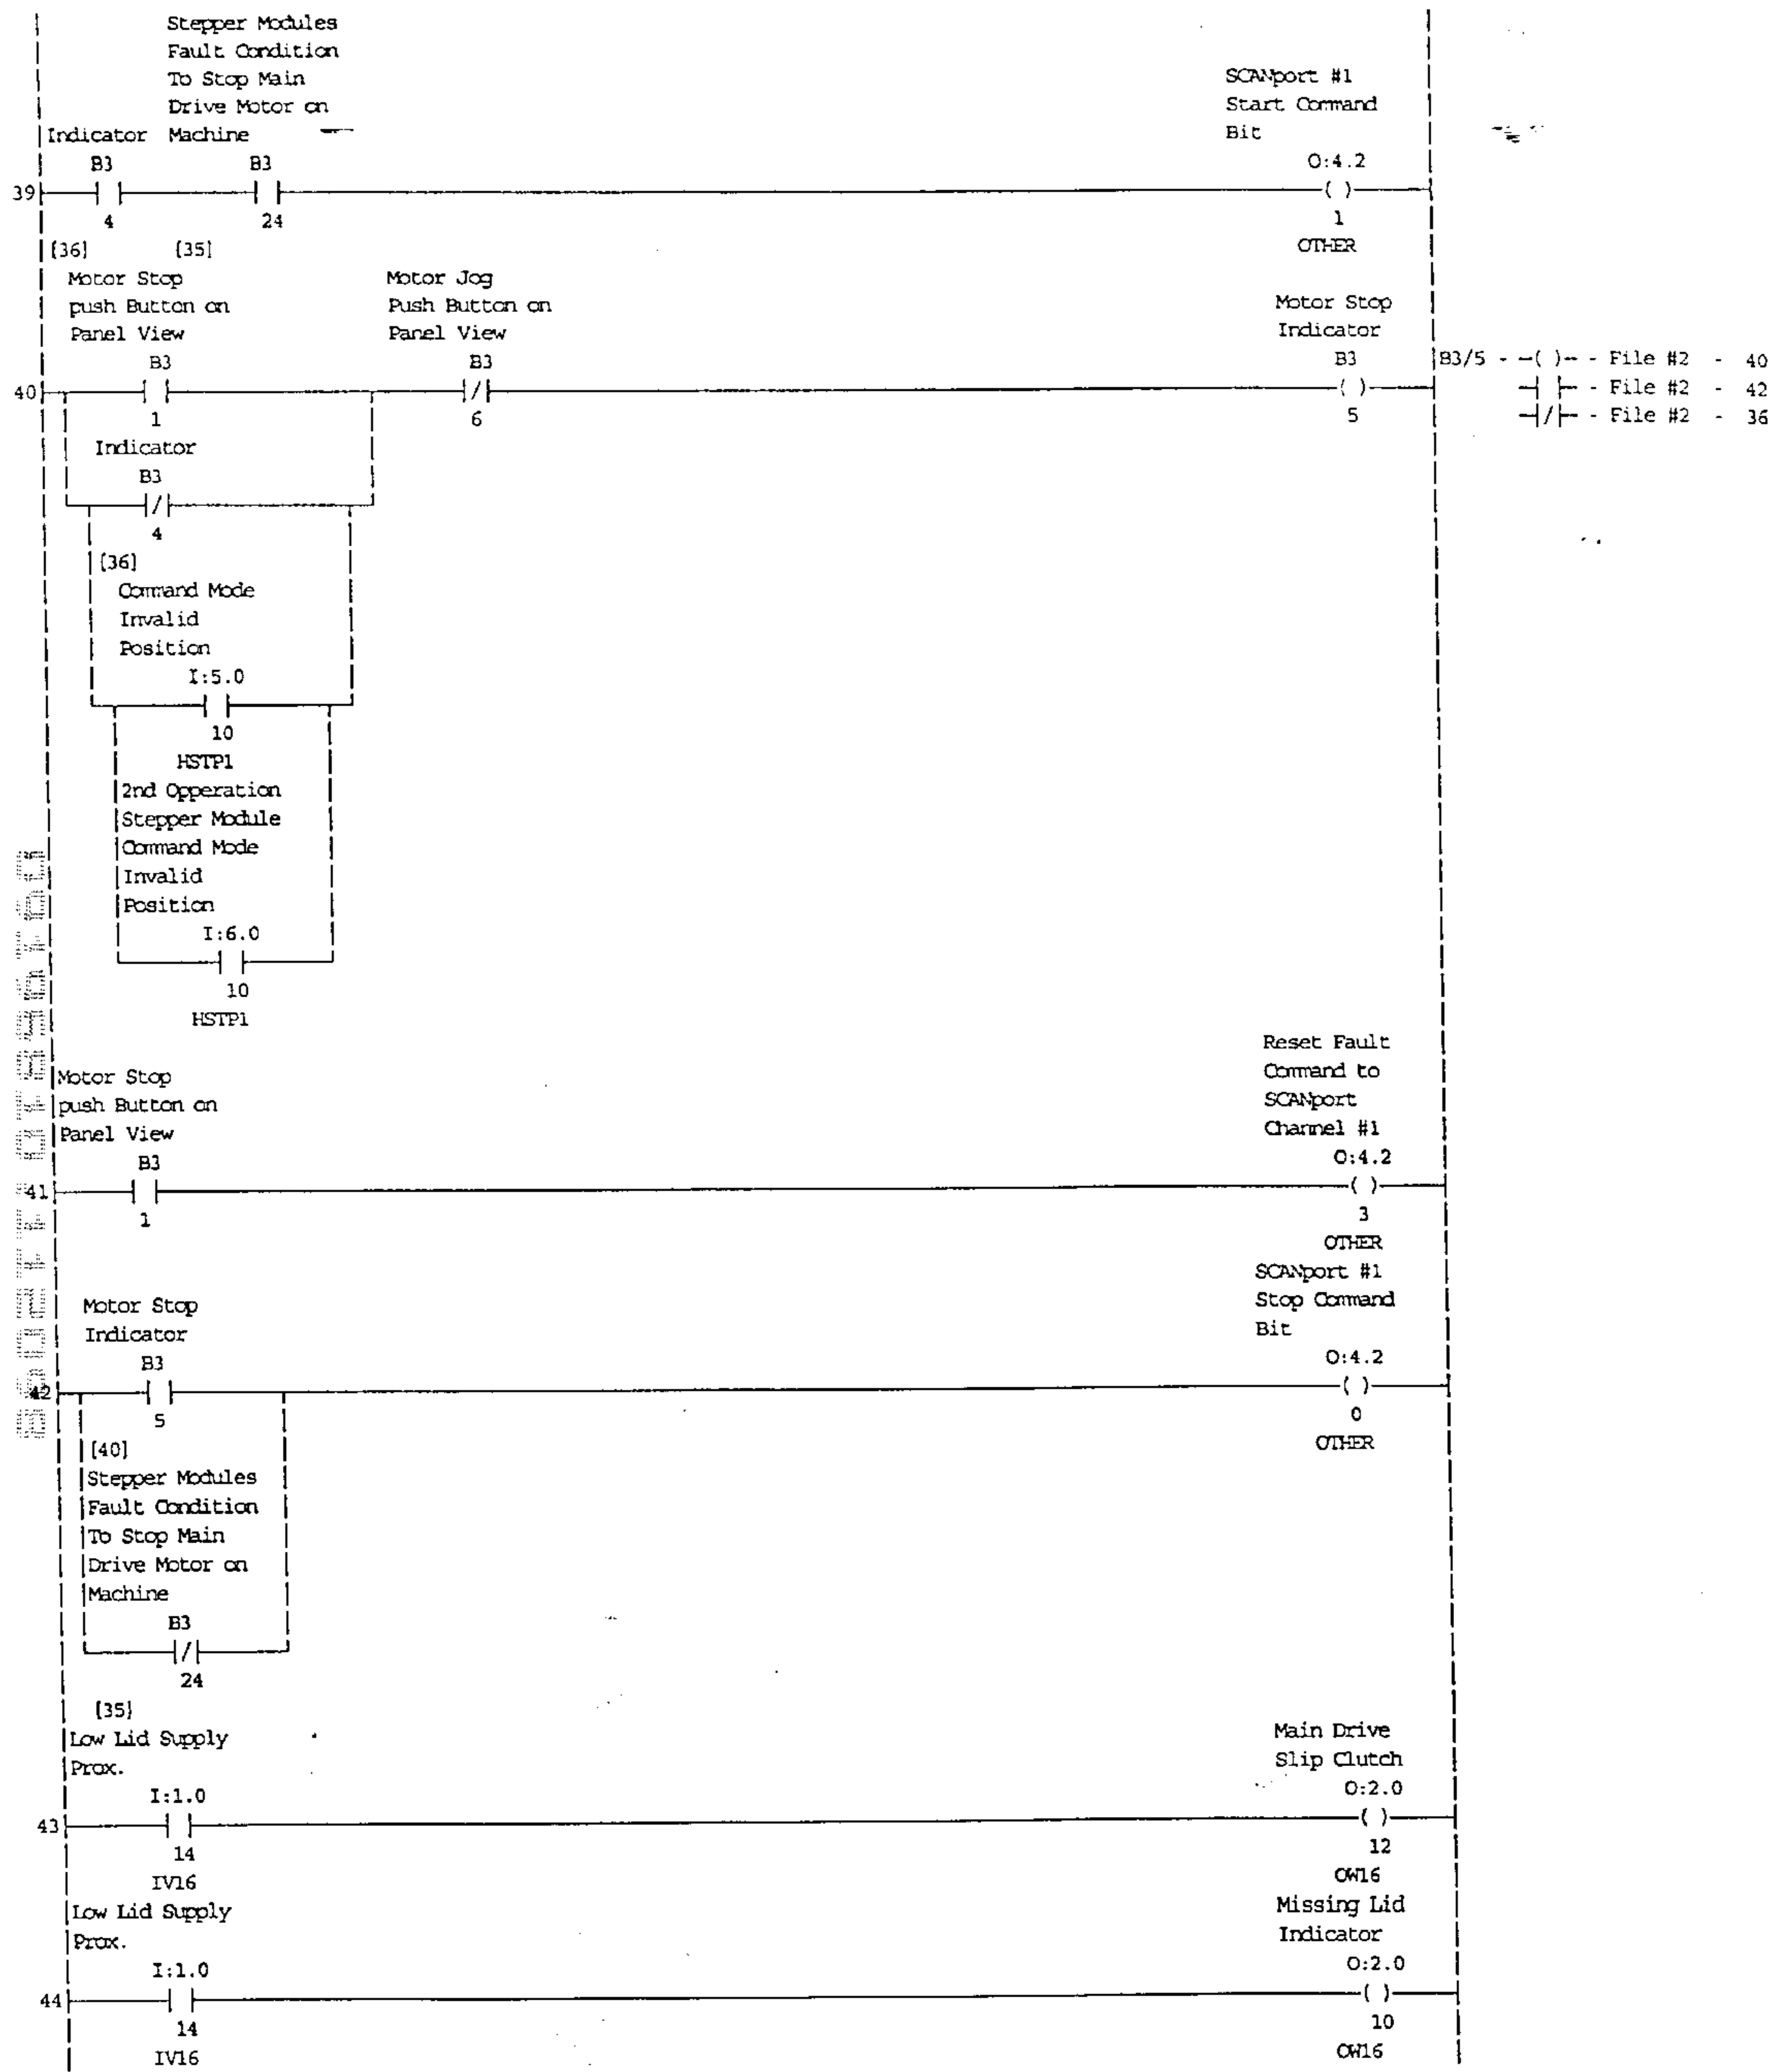 Stepper Modules
Fault Condition
To Stop Main
Drive Motor on
Indicator Machine
SCANport #1
Start Command
Bit
B3 B3 O:4.2
39
4 24 1
OTHER
[36] [35]
Motor Stop
push Button on
Panel View
Motor Jog
Push Button on
Panel View
Motor Stop
Indicator
B3 B3 B3 B3/5 - -( )- - File #2 - 40
40 -] [- - File #2 - 42
1 6 5 -]/[- - File #2 - 36
Indicator
B3
4
[36]
Command Mode
Invalid
Position
I:5.0
10
HSTP1
2nd Opperation
Stepper Module
Command Mode
Invalid
Position
I:6.0
10
HSTP1
Motor Stop
push Button on
Panel View
Reset Fault
Command to
SCANport
Channel #1
B3 O:4.2
41
1 3
OTHER
Motor Stop
Indicator
SCANport #1
Stop Command
Bit
B3 O:4.2
42
5 0
OTHER
[40]
Stepper Modules
Fault Condition
To Stop Main
Drive Motor on
Machine
B3
24
[35]
Low Lid Supply
Prox.
Main Drive
Slip Clutch
I:1.0 O:2.0
43
14 12
IV16 OW16
Low Lid Supply
Prox.
Missing Lid
Indicator
I:1.0 O:2.0
44
14 10
IV16 OW16